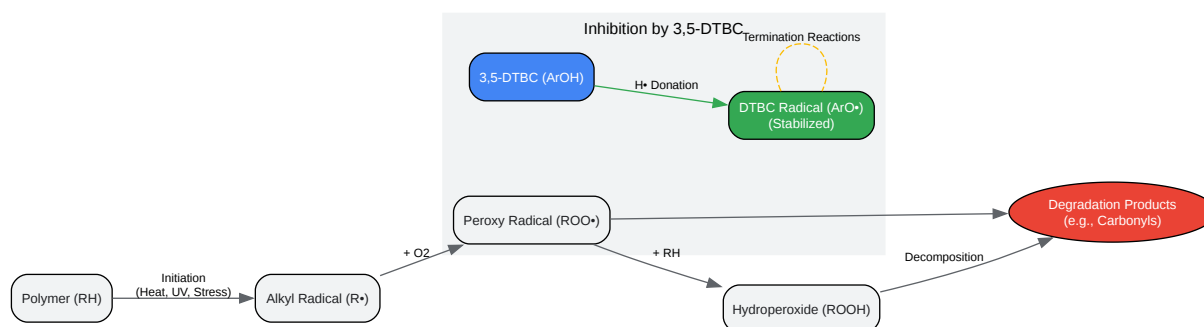 Inhibition by 3,5-DTBC
Termination Reactions
3,5-DTBC (ArOH)
H• Donation
DTBC Radical (ArO•)
(Stabilized)
Peroxy Radical (ROO•)
Degradation Products
(e.g., Carbonyls)
+ O2
+ RH
Decomposition
Initiation
(Heat, UV, Stress)
Polymer (RH)
Alkyl Radical (R•)
Hydroperoxide (ROOH)